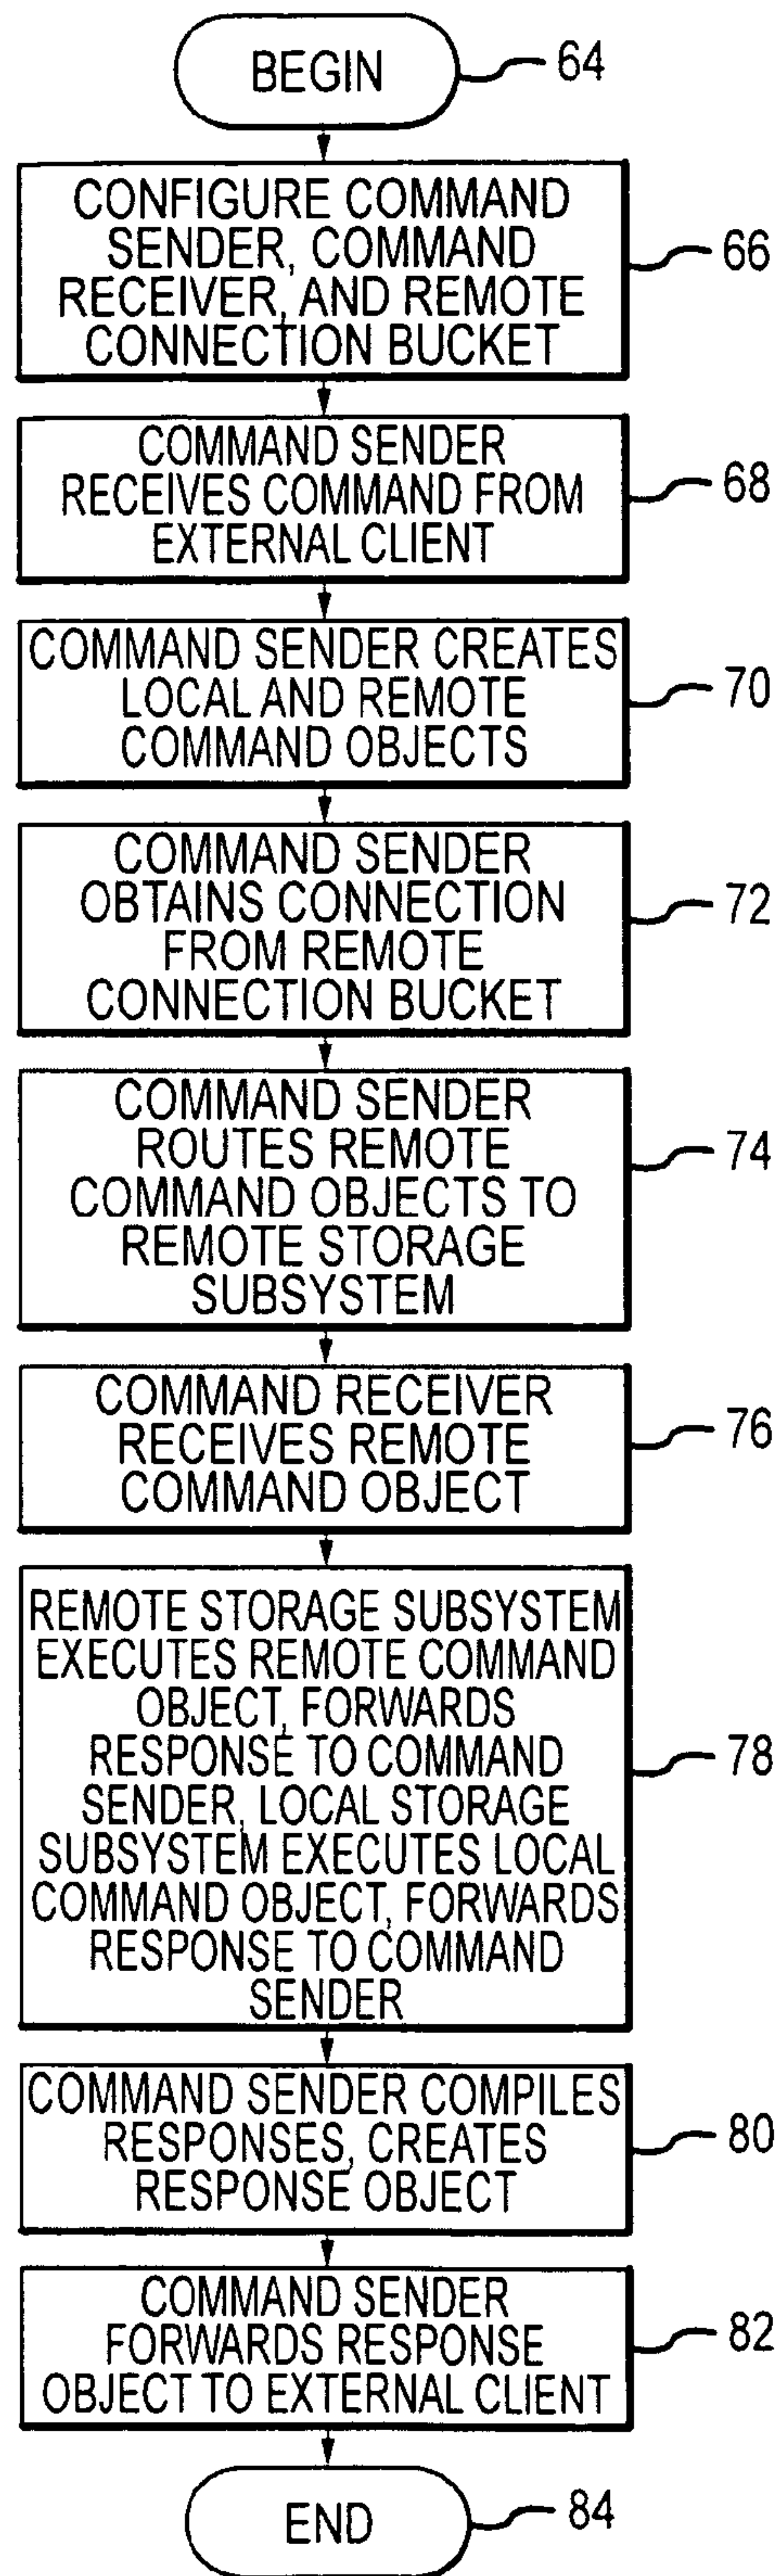 BEGIN
64
CONFIGURE COMMAND
SENDER, COMMAND
RECEIVER, AND REMOTE
CONNECTION BUCKET
66
COMMAND SENDER
RECEIVES COMMAND FROM
EXTERNAL CLIENT
68
COMMAND SENDER CREATES
LOCAL AND REMOTE
COMMAND OBJECTS
70
COMMAND SENDER
OBTAINS CONNECTION
FROM REMOTE
CONNECTION BUCKET
72
COMMAND SENDER
ROUTES REMOTE
COMMAND OBJECTS TO
REMOTE STORAGE
SUBSYSTEM
74
COMMAND RECEIVER
RECEIVES REMOTE
COMMAND OBJECT
76
REMOTE STORAGE SUBSYSTEM
EXECUTES REMOTE COMMAND
OBJECT, FORWARDS
RESPONSE TO COMMAND
SENDER, LOCAL STORAGE
SUBSYSTEM EXECUTES LOCAL
COMMAND OBJECT, FORWARDS
RESPONSE TO COMMAND
SENDER
78
COMMAND SENDER COMPILES
RESPONSES, CREATES
RESPONSE OBJECT
80
COMMAND SENDER
FORWARDS RESPONSE
OBJECT TO EXTERNAL CLIENT
82
END
84